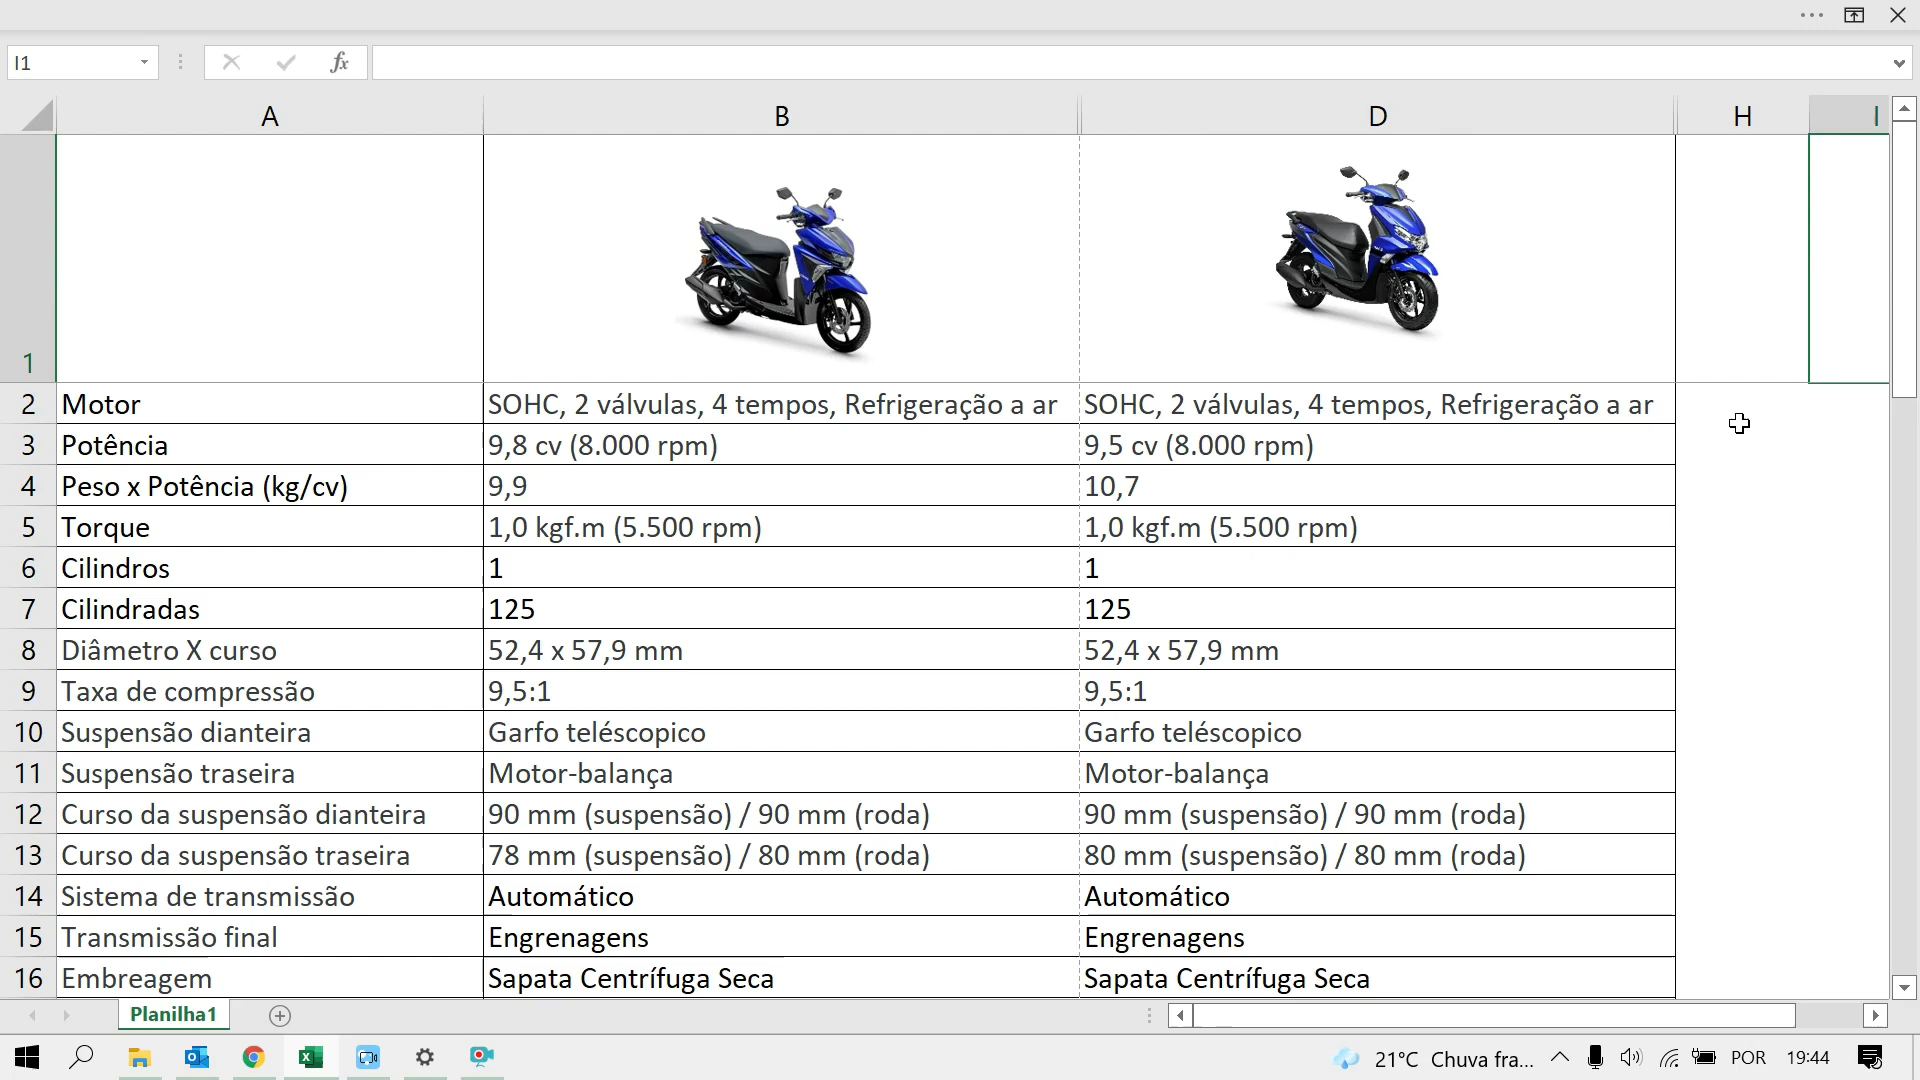 I1
fx
A B D H I
1
2 Motor SOHC, 2 válvulas, 4 tempos, Refrigeração a ar SOHC, 2 válvulas, 4 tempos, Refrigeração a ar
3 Potência 9,8 cv (8.000 rpm) 9,5 cv (8.000 rpm)
4 Peso x Potência (kg/cv) 9,9 10,7
5 Torque 1,0 kgf.m (5.500 rpm) 1,0 kgf.m (5.500 rpm)
6 Cilindros 1 1
7 Cilindradas 125 125
8 Diâmetro X curso 52,4 x 57,9 mm 52,4 x 57,9 mm
9 Taxa de compressão 9,5:1 9,5:1
10 Suspensão dianteira Garfo teléscopico Garfo teléscopico
11 Suspensão traseira Motor-balança Motor-balança
12 Curso da suspensão dianteira 90 mm (suspensão) / 90 mm (roda) 90 mm (suspensão) / 90 mm (roda)
13 Curso da suspensão traseira 78 mm (suspensão) / 80 mm (roda) 80 mm (suspensão) / 80 mm (roda)
14 Sistema de transmissão Automático Automático
15 Transmissão final Engrenagens Engrenagens
16 Embreagem Sapata Centrífuga Seca Sapata Centrífuga Seca
Planilha1
21°C Chuva fra... POR 19:44